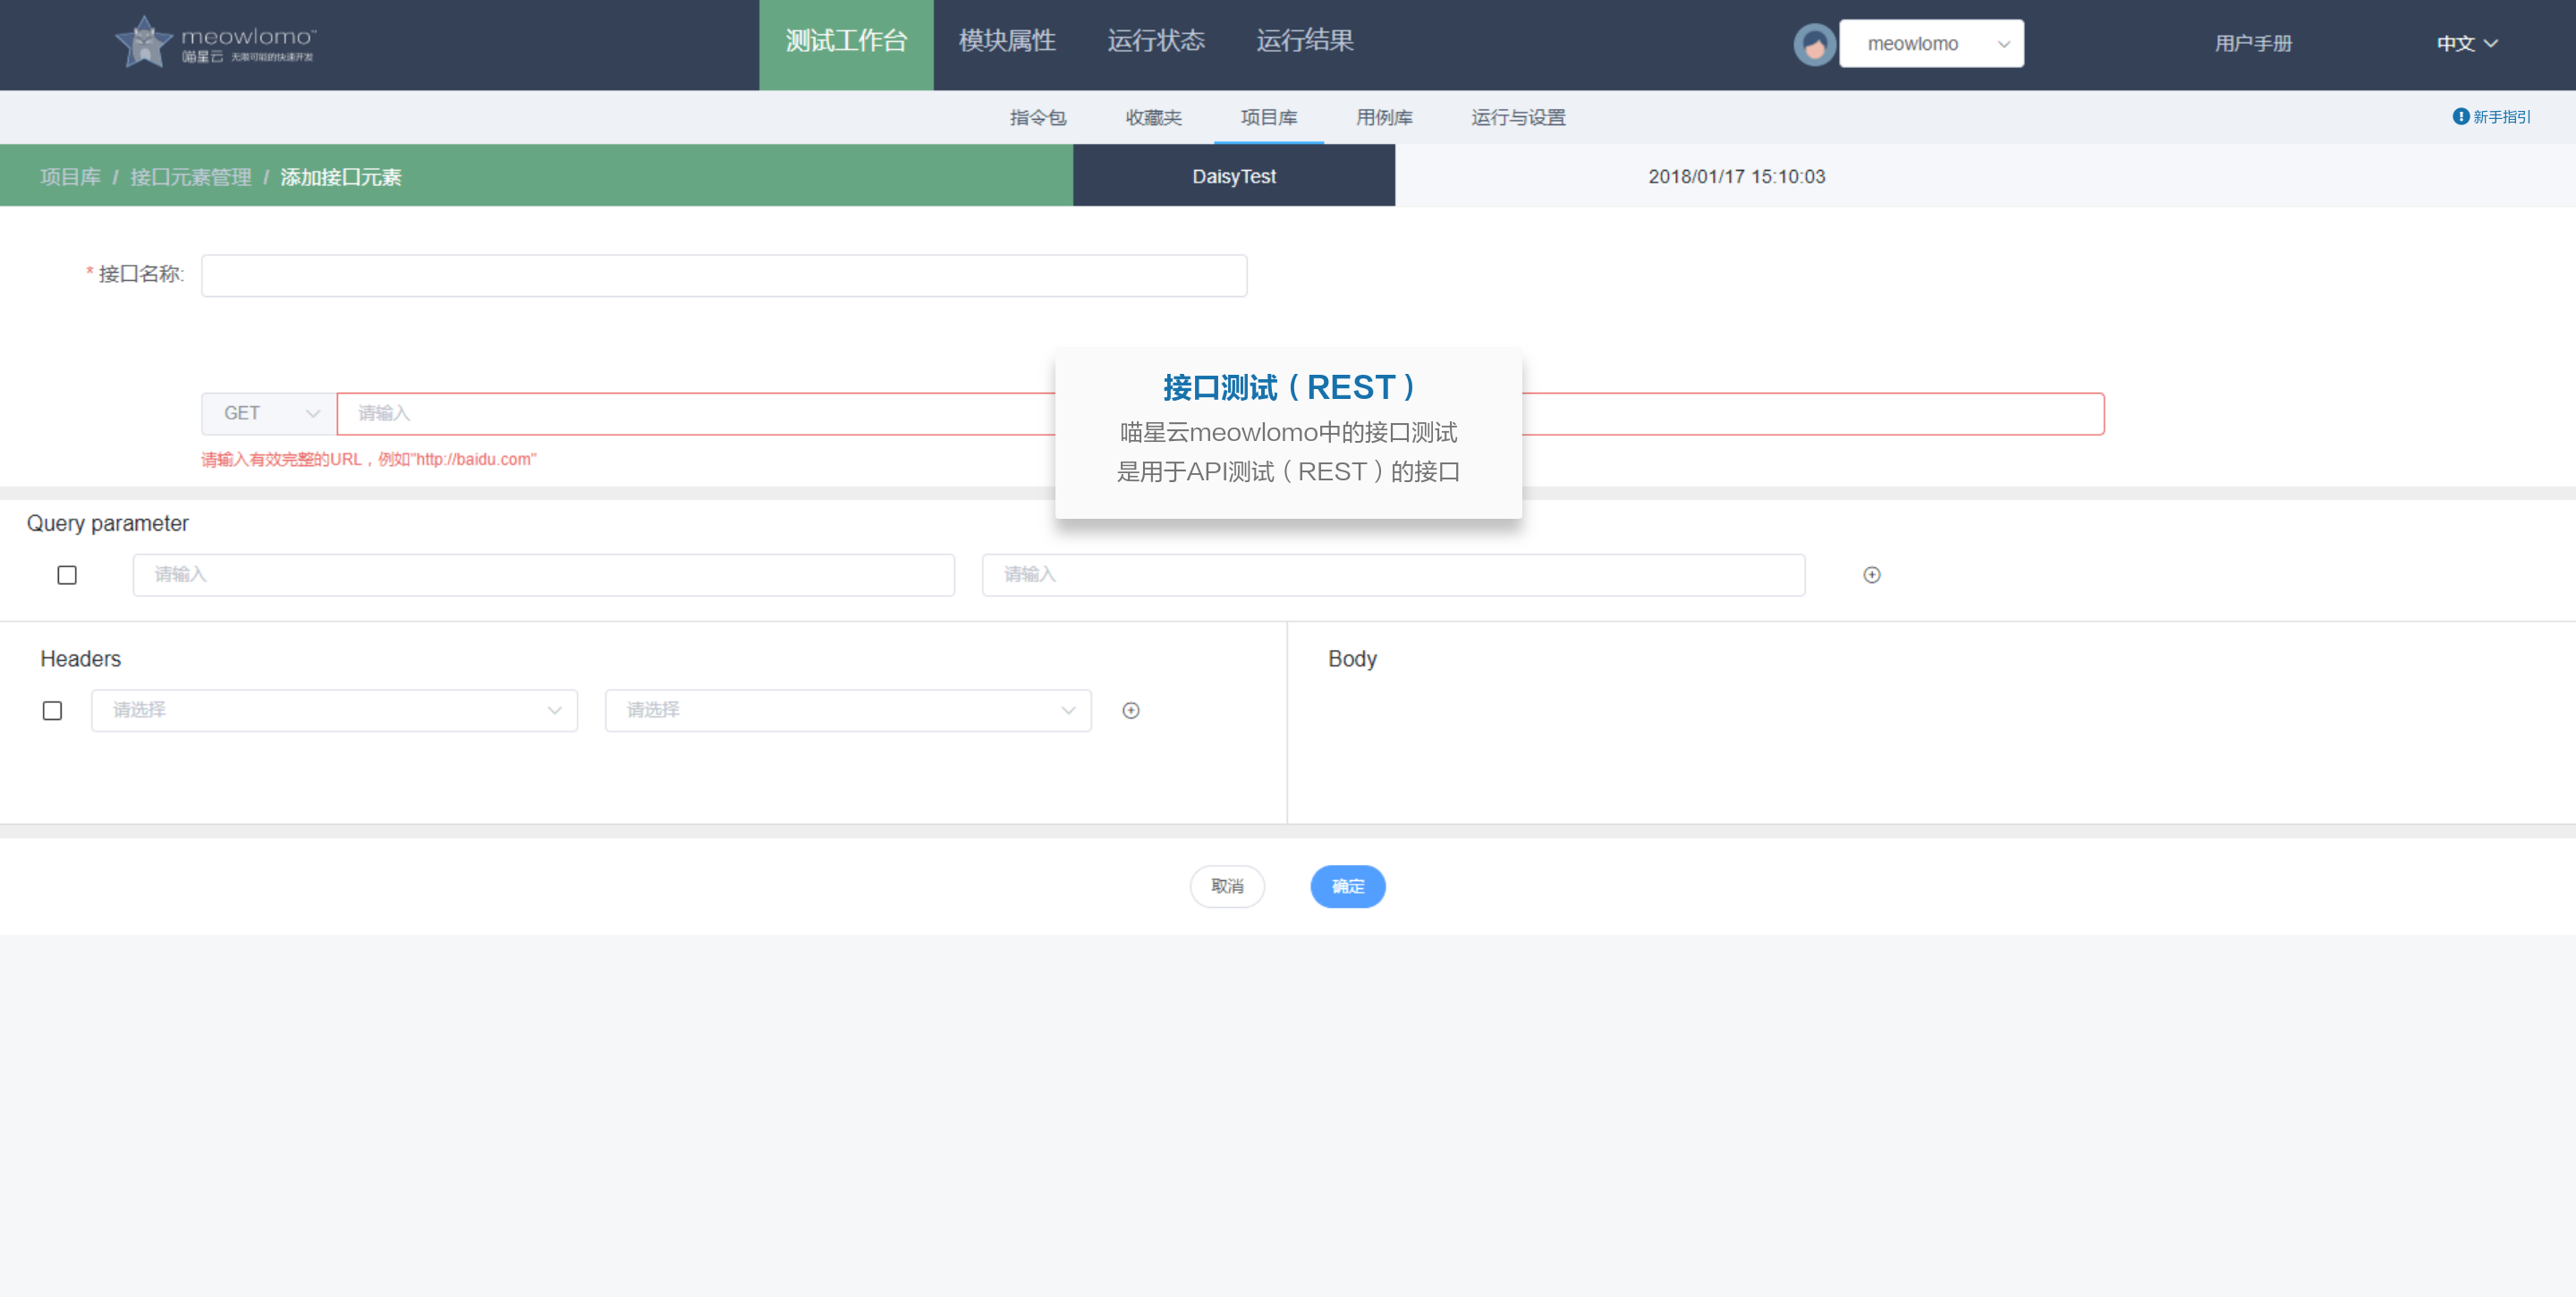 meowlomo™
喵星云 无限可能的快速开发
测试工作台 模块属性 运行状态 运行结果
meowlomo
用户手册
中文
指令包 收藏夹 项目库 用例库 运行与设置
新手指引
项目库 / 接口元素管理 / 添加接口元素
DaisyTest
2018/01/17 15:10:03
* 接口名称:
接口测试（REST）
喵星云meowlomo中的接口测试
是用于API测试（REST）的接口
GET 请输入
请输入有效完整的URL，例如"http://baidu.com"
Query parameter
请输入 请输入
Headers
请选择 请选择
Body
取消 确定